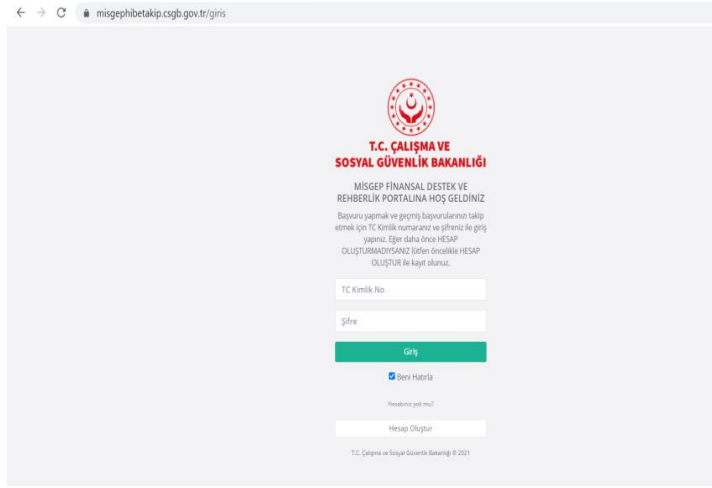 misgephibetakip.csgb.gov.tr/giris
T.C. ÇALIŞMA VE
SOSYAL GÜVENLİK BAKANLIĞI
MİSGEP FİNANSAL DESTEK VE
REHBERLİK PORTALINA HOŞ GELDİNİZ
Başvuru yapmak ve geçmiş başvurularınızı takip
etmek için TC Kimlik numaranız ve şifreniz ile giriş
yapınız. Eğer daha önce HESAP
OLUŞTURMADIYSANIZ lütfen öncelikle HESAP
OLUŞTUR ile kayıt olunuz.
TC Kimlik No
Şifre
Giriş
Beni Hatırla
Hesabınız yok mu?
Hesap Oluştur
T.C. Çalışma ve Sosyal Güvenlik Bakanlığı © 2021